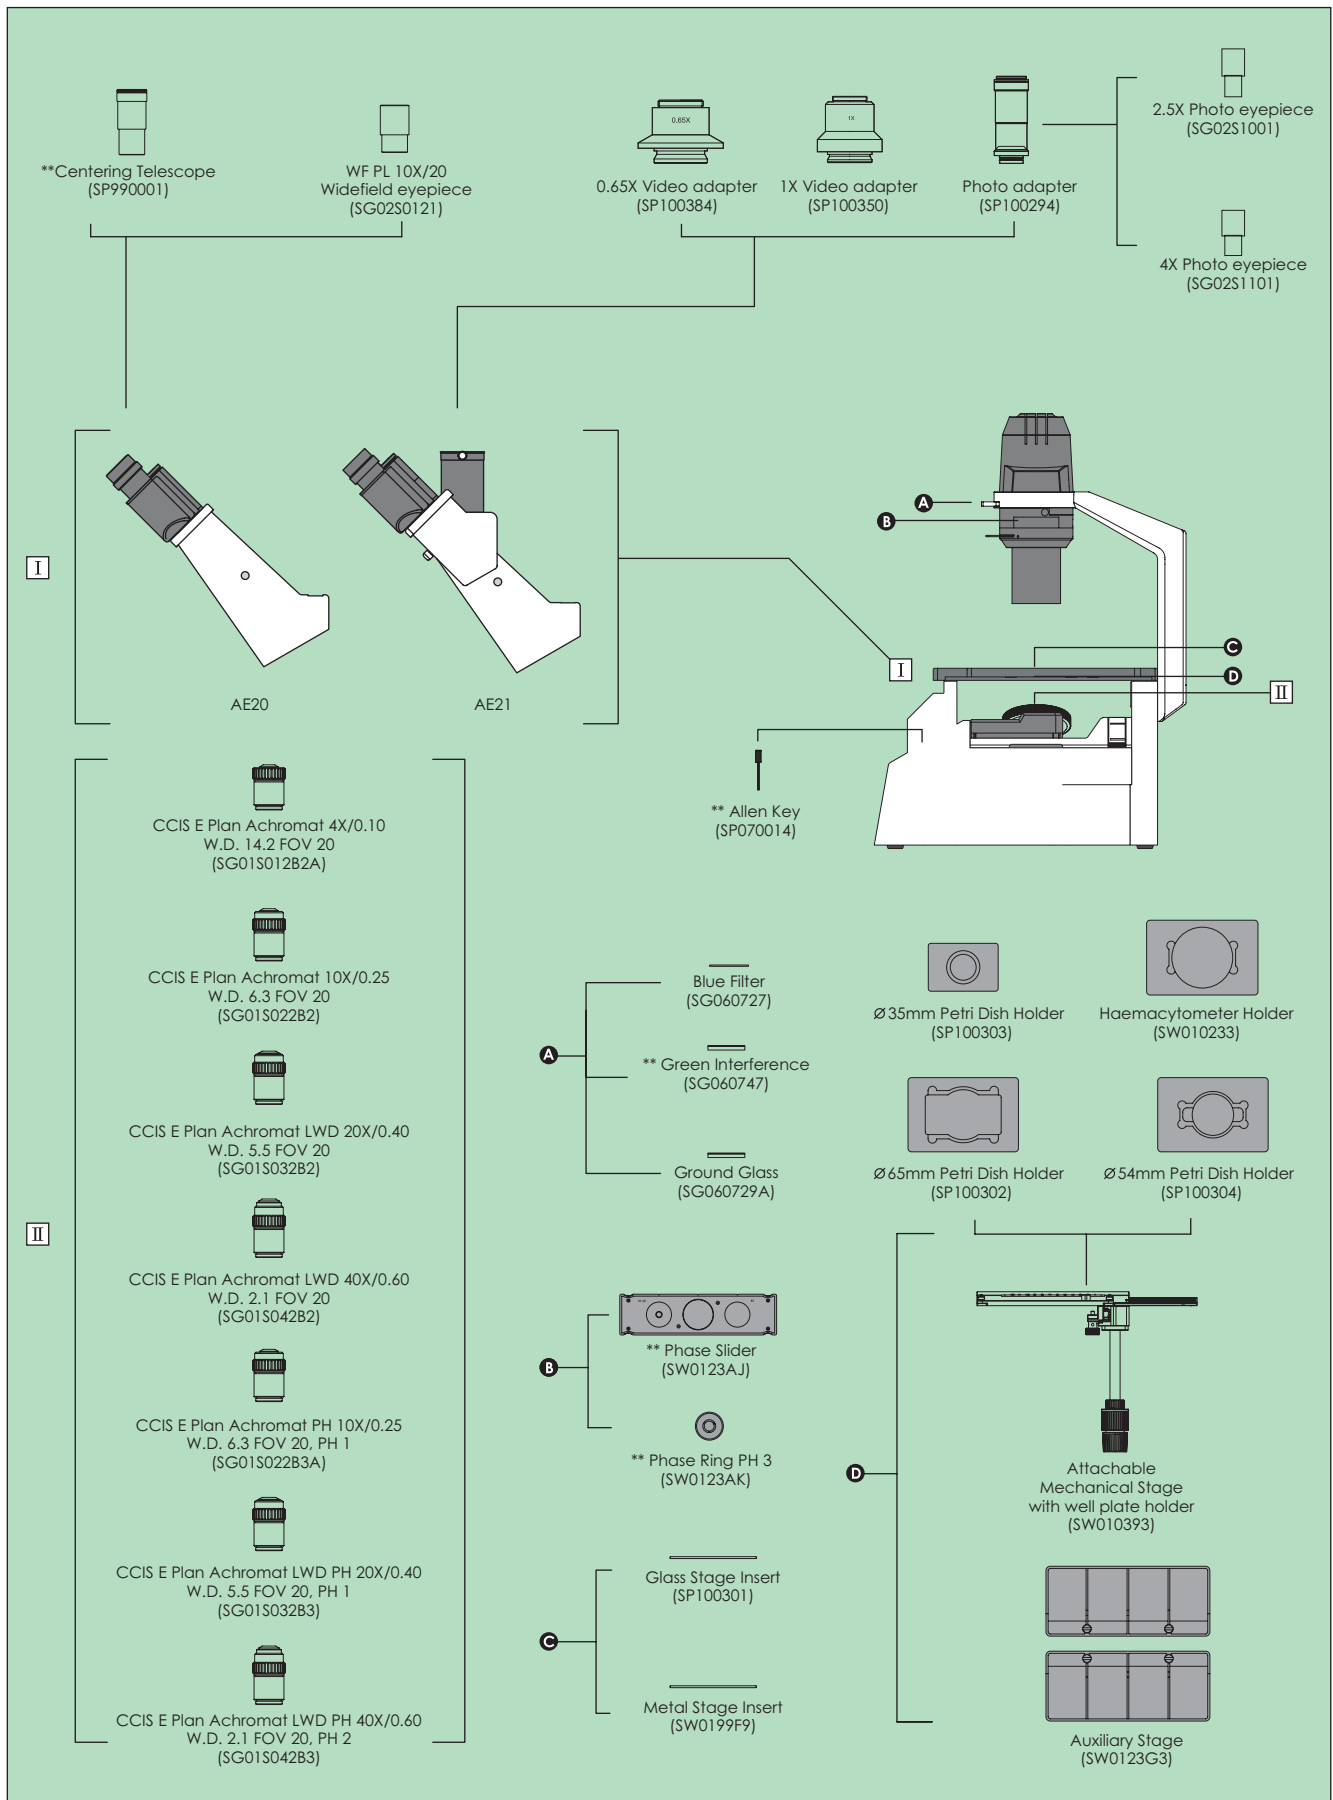 2.5X Photo eyepiece
(SG02S1001)
**Centering Telescope
(SP990001)
WF PL 10X/20
Widefield eyepiece
(SG02S0121)
0.65X
0.65X Video adapter
(SP100384)
1X
1X Video adapter
(SP100350)
Photo adapter
(SP100294)
4X Photo eyepiece
(SG02S1101)
I
AE20
AE21
I
A
B
C
D
II
** Allen Key
(SP070014)
II
CCIS E Plan Achromat 4X/0.10
W.D. 14.2 FOV 20
(SG01S012B2A)
CCIS E Plan Achromat 10X/0.25
W.D. 6.3 FOV 20
(SG01S022B2)
CCIS E Plan Achromat LWD 20X/0.40
W.D. 5.5 FOV 20
(SG01S032B2)
CCIS E Plan Achromat LWD 40X/0.60
W.D. 2.1 FOV 20
(SG01S042B2)
CCIS E Plan Achromat PH 10X/0.25
W.D. 6.3 FOV 20, PH 1
(SG01S022B3A)
CCIS E Plan Achromat LWD PH 20X/0.40
W.D. 5.5 FOV 20, PH 1
(SG01S032B3)
CCIS E Plan Achromat LWD PH 40X/0.60
W.D. 2.1 FOV 20, PH 2
(SG01S042B3)
A
Blue Filter
(SG060727)
** Green Interference
(SG060747)
Ground Glass
(SG060729A)
B
** Phase Slider
(SW0123AJ)
** Phase Ring PH 3
(SW0123AK)
C
Glass Stage Insert
(SP100301)
Metal Stage Insert
(SW0199F9)
Ø35mm Petri Dish Holder
(SP100303)
Haemacytometer Holder
(SW010233)
Ø65mm Petri Dish Holder
(SP100302)
Ø54mm Petri Dish Holder
(SP100304)
D
Attachable
Mechanical Stage
with well plate holder
(SW010393)
Auxiliary Stage
(SW0123G3)